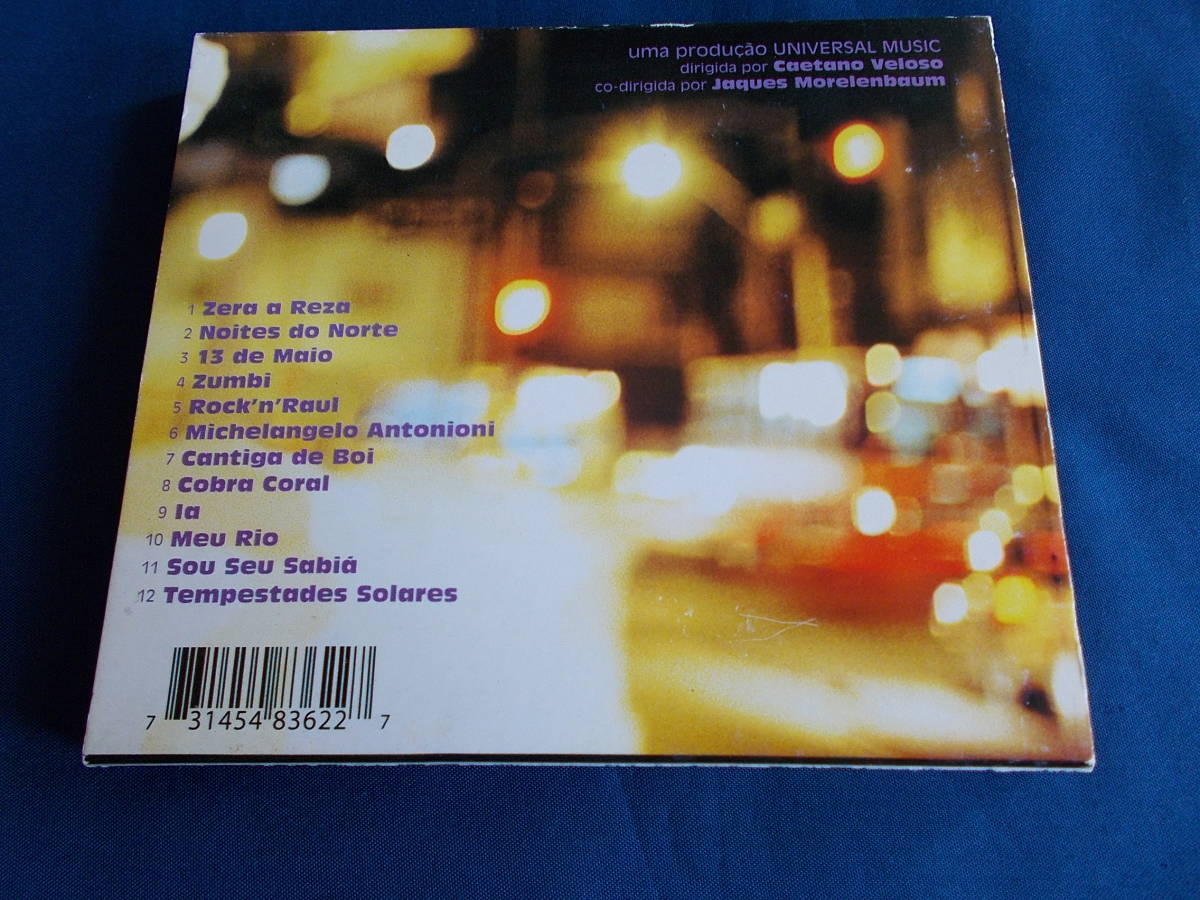 uma produção UNIVERSAL MUSIC
dirigida por Caetano Veloso
co-dirigida por Jaques Morelenbaum
1 Zera a Reza
2 Noites do Norte
3 13 de Maio
4 Zumbi
5 Rock'n'Raul
6 Michelangelo Antonioni
7 Cantiga de Boi
8 Cobra Coral
9 Ia
10 Meu Rio
11 Sou Seu Sabiá
12 Tempestades Solares
7 31454 83622 7